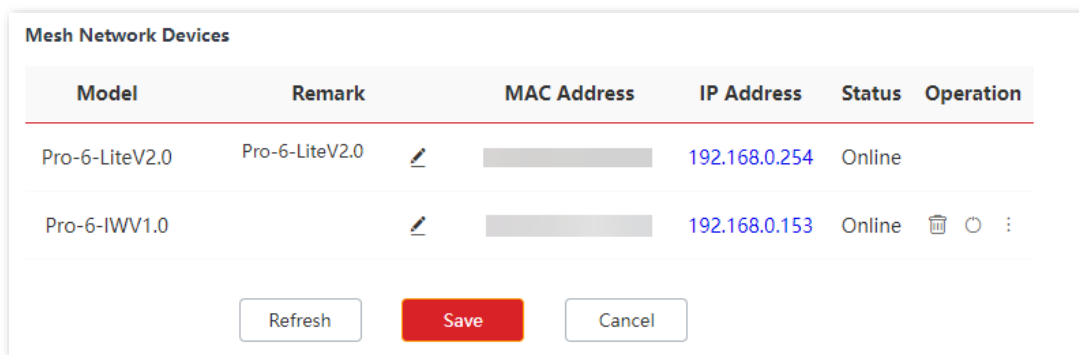 Mesh Network Devices
Model Remark MAC Address IP Address Status Operation
Pro-6-LiteV2.0 Pro-6-LiteV2.0 192.168.0.254 Online
Pro-6-IWV1.0 192.168.0.153 Online
Refresh Save Cancel